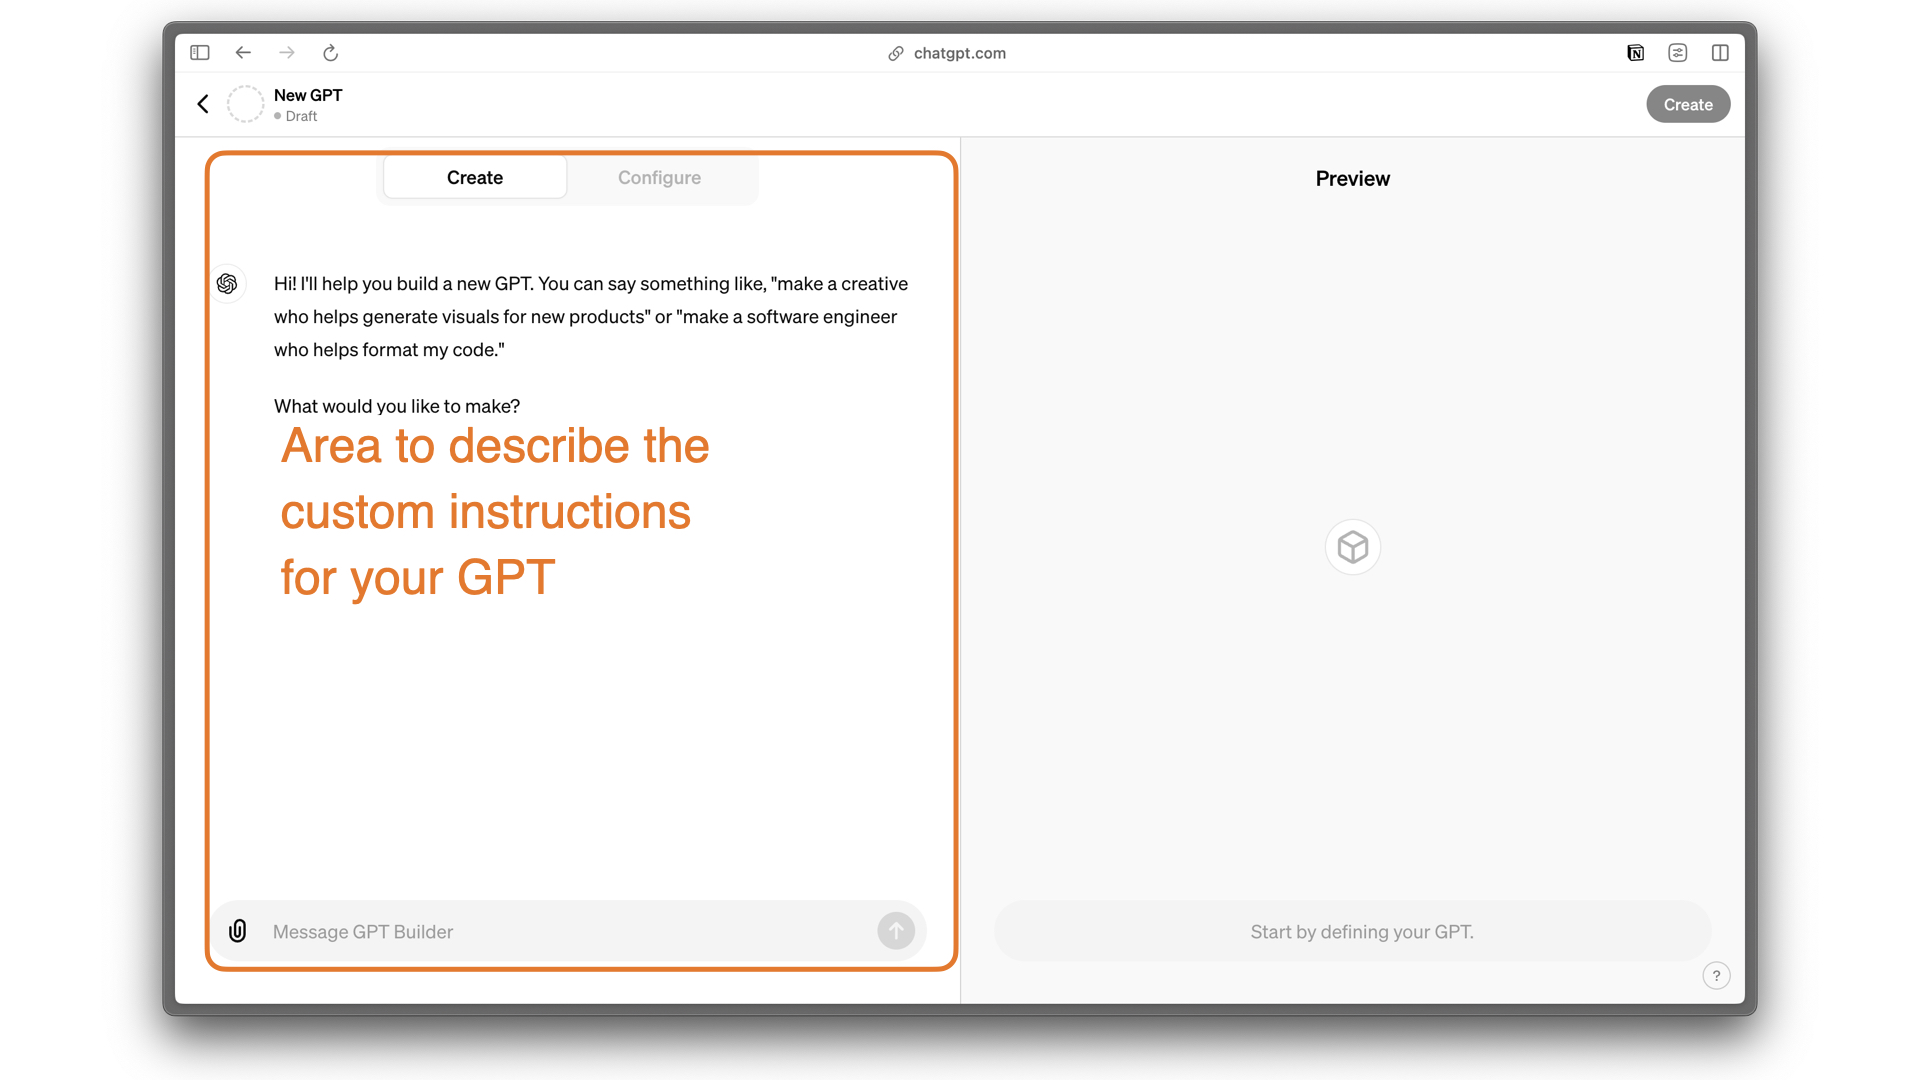 chatgpt.com
New GPT
Draft
Create
Create
Configure
Preview
Hi! I'll help you build a new GPT. You can say something like, "make a creative
who helps generate visuals for new products" or "make a software engineer
who helps format my code."
What would you like to make?
Area to describe the
custom instructions
for your GPT
Message GPT Builder
Start by defining your GPT.
?